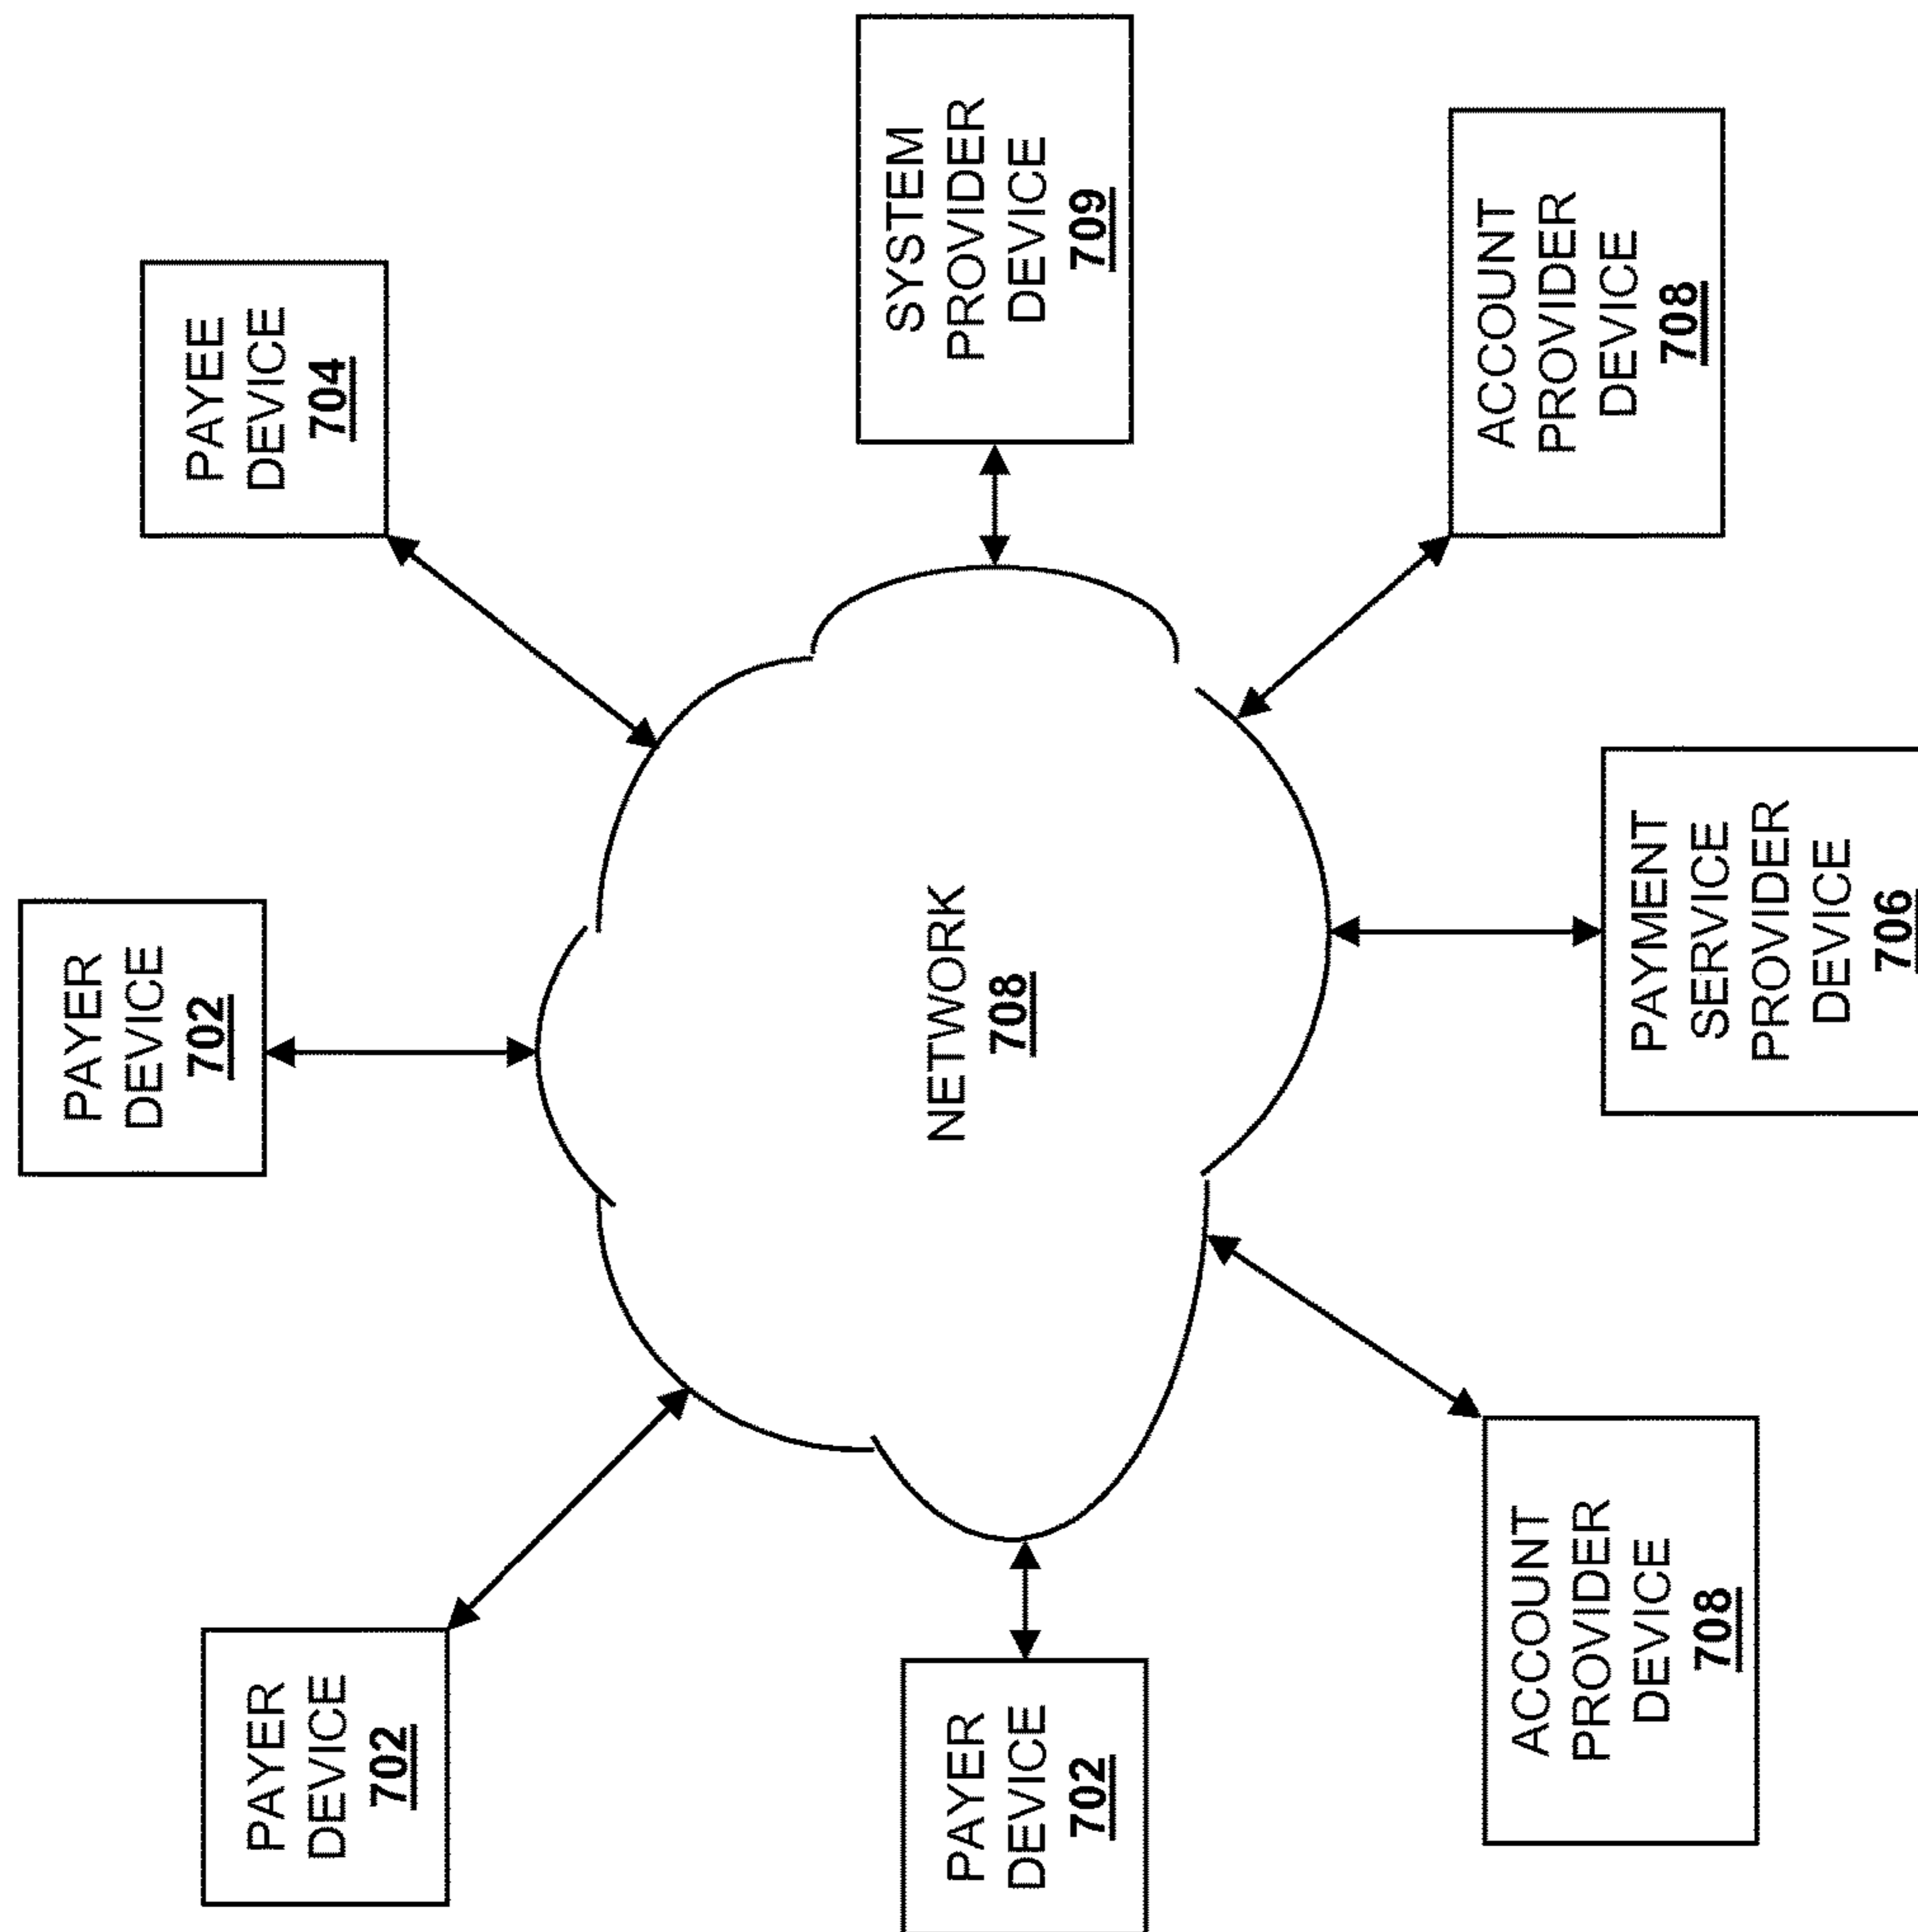 PAYER
DEVICE
702
PAYEE
DEVICE
704
PAYER
DEVICE
702
SYSTEM
PROVIDER
DEVICE
709
PAYER
DEVICE
702
NETWORK
708
ACCOUNT
PROVIDER
DEVICE
708
ACCOUNT
PROVIDER
DEVICE
708
PAYMENT
SERVICE
PROVIDER
DEVICE
706